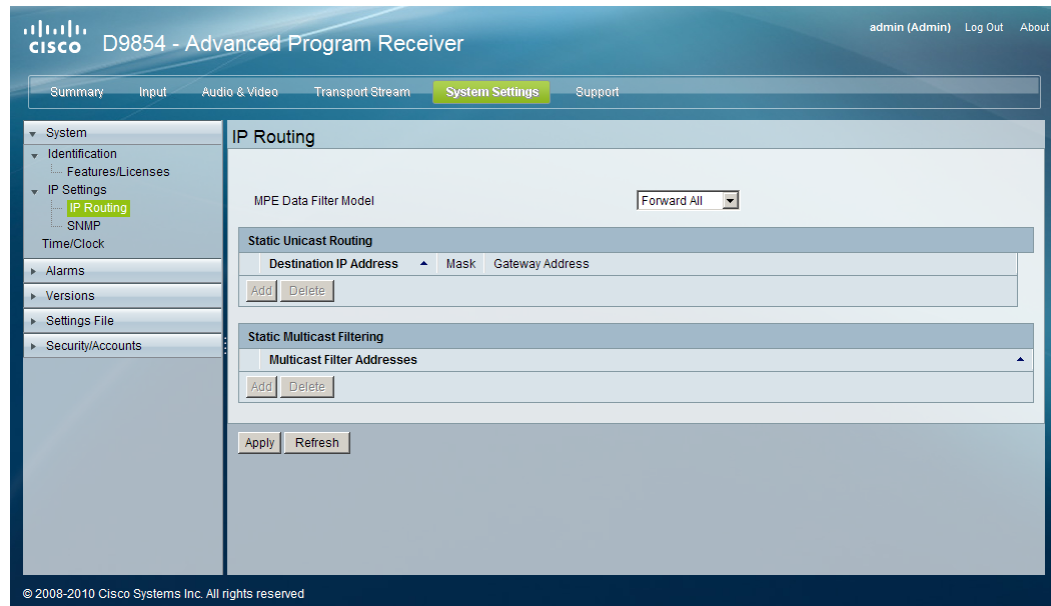 admin (Admin) Log Out About
CISCO D9854 - Advanced Program Receiver
Summary Input Audio & Video Transport Stream System Settings Support
System
Identification
Features/Licenses
IP Settings
IP Routing
SNMP
Time/Clock
Alarms
Versions
Settings File
Security/Accounts
IP Routing
MPE Data Filter Model Forward All
Static Unicast Routing
Destination IP Address Mask Gateway Address
Add Delete
Static Multicast Filtering
Multicast Filter Addresses
Add Delete
Apply Refresh
© 2008-2010 Cisco Systems Inc. All rights reserved